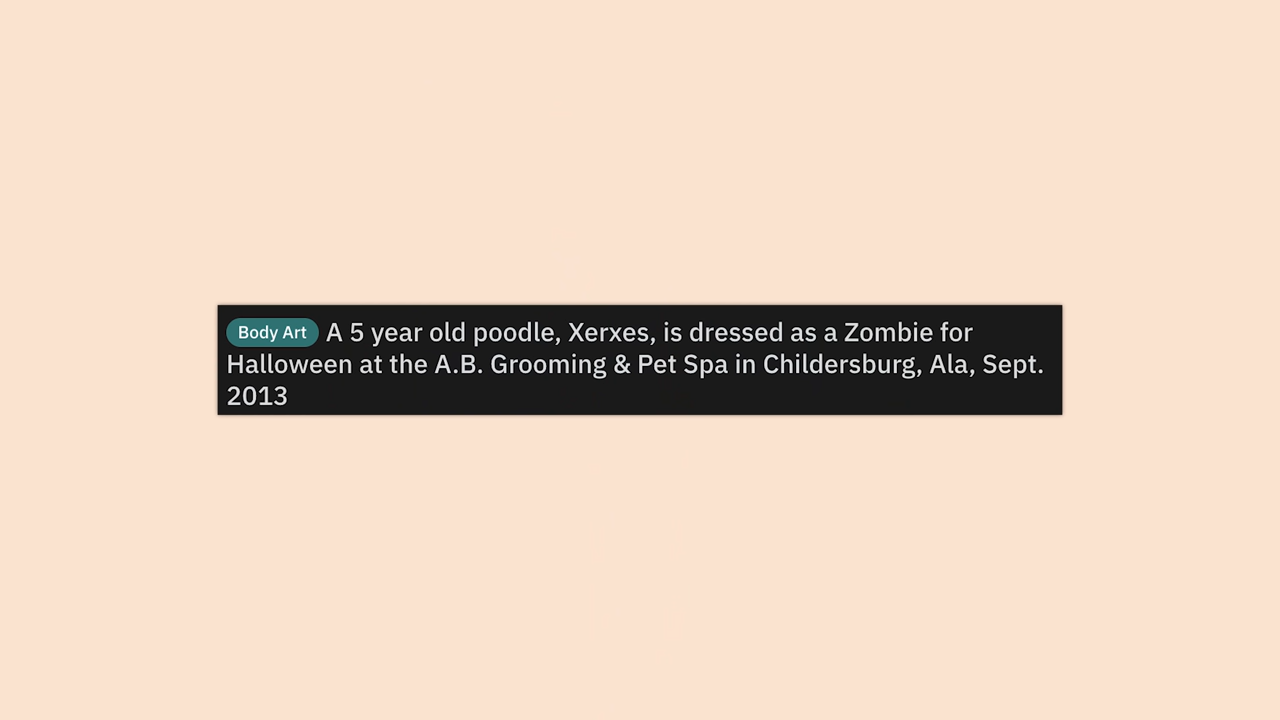 Body Art A 5 year old poodle, Xerxes, is dressed as a Zombie for
Halloween at the A.B. Grooming & Pet Spa in Childersburg, Ala, Sept.
2013